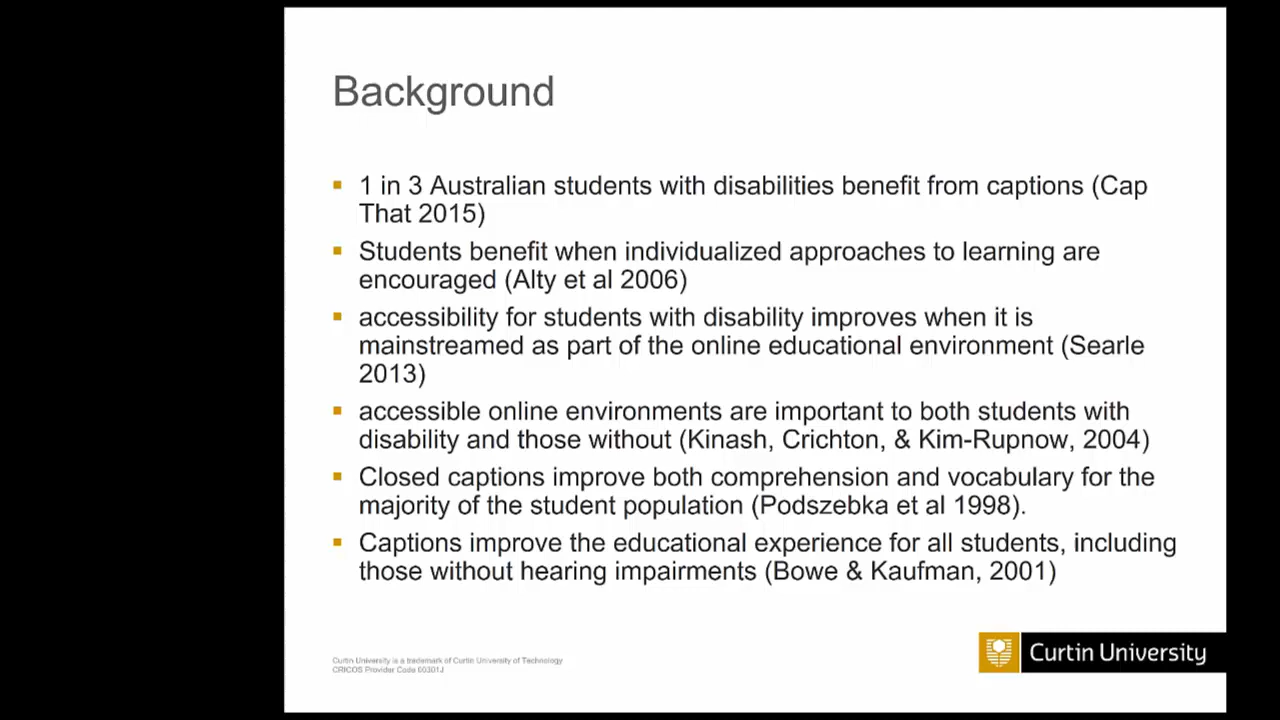 Background
1 in 3 Australian students with disabilities benefit from captions (Cap
That 2015)
Students benefit when individualized approaches to learning are
encouraged (Alty et al 2006)
accessibility for students with disability improves when it is
mainstreamed as part of the online educational environment (Searle
2013)
accessible online environments are important to both students with
disability and those without (Kinash, Crichton, & Kim-Rupnow, 2004)
Closed captions improve both comprehension and vocabulary for the
majority of the student population (Podszebka et al 1998).
Captions improve the educational experience for all students, including
those without hearing impairments (Bowe & Kaufman, 2001)
Curtin University is a trademark of Curtin University of Technology
CRICOS Provider Code 00301J
Curtin University